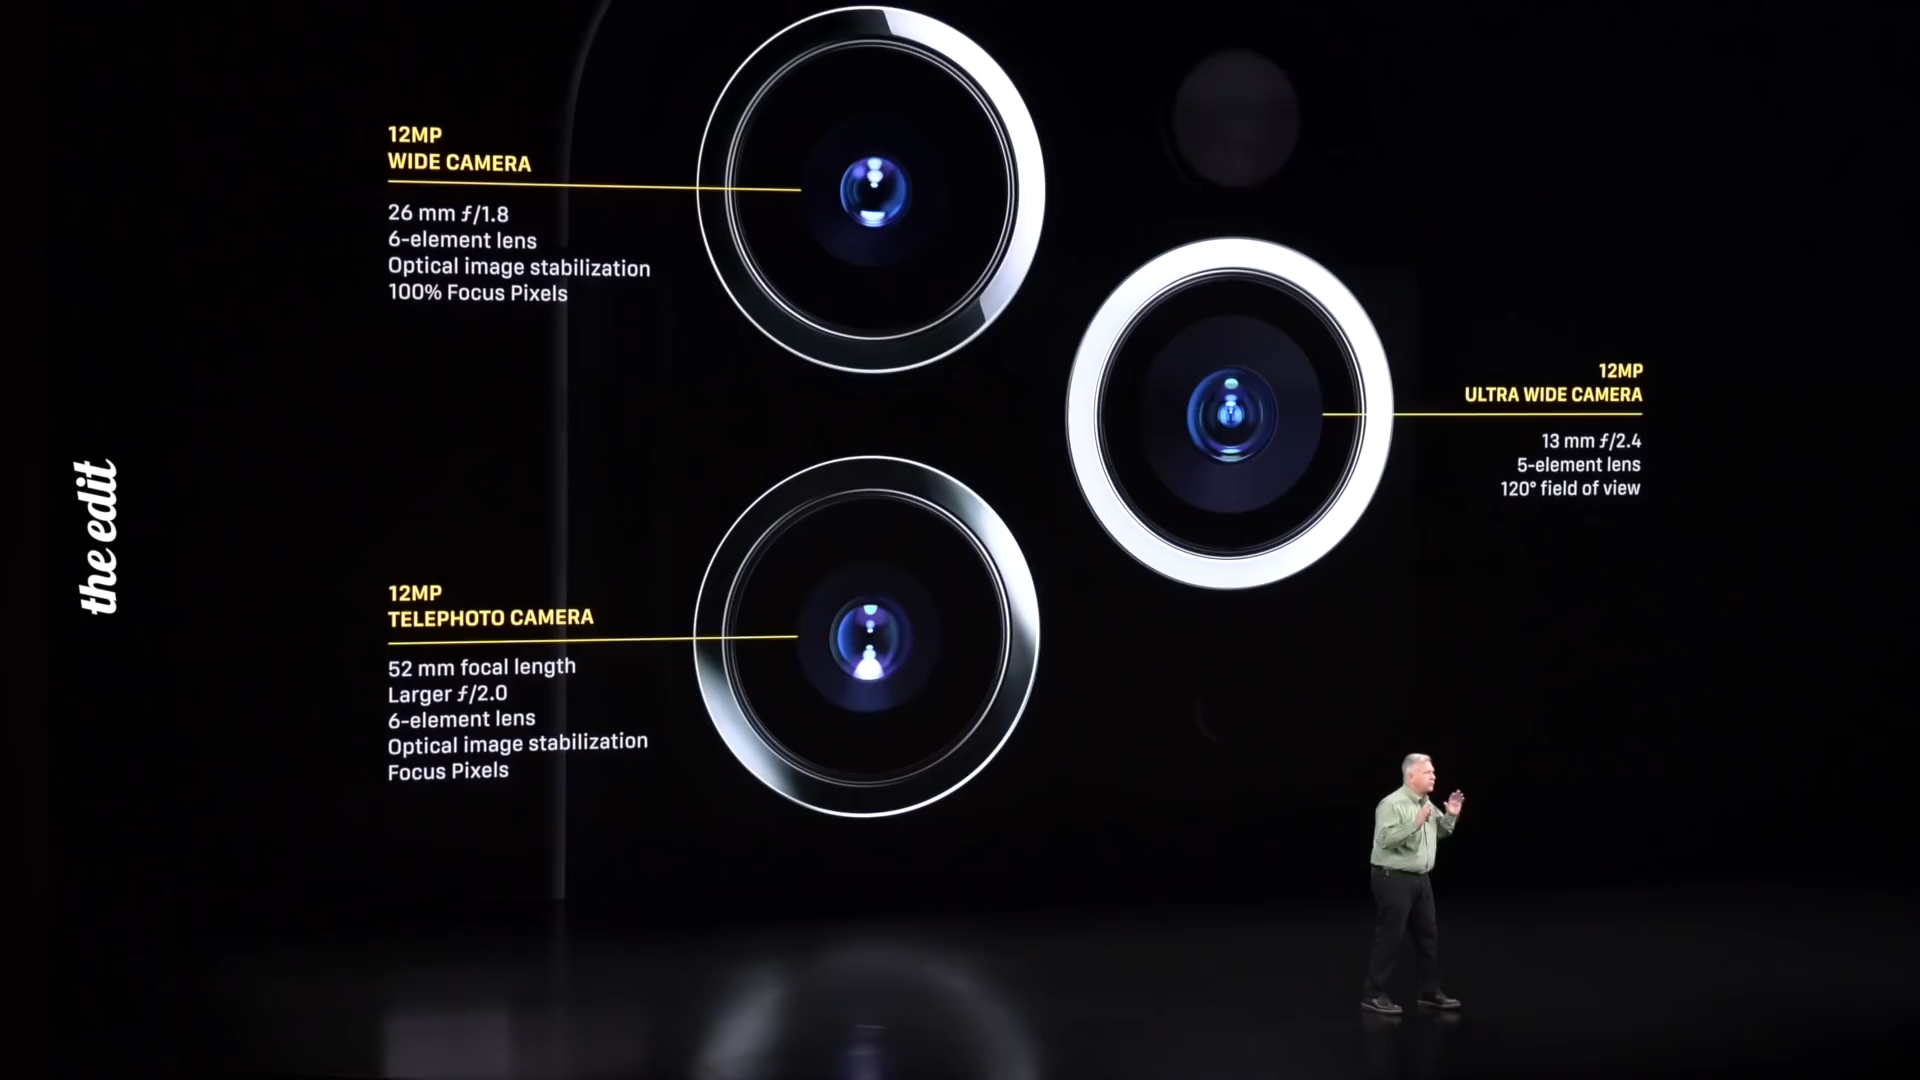 12MP
WIDE CAMERA
26 mm ƒ/1.8
6-element lens
Optical image stabilization
100% Focus Pixels
12MP
ULTRA WIDE CAMERA
13 mm ƒ/2.4
5-element lens
120° field of view
the edit
12MP
TELEPHOTO CAMERA
52 mm focal length
Larger ƒ/2.0
6-element lens
Optical image stabilization
Focus Pixels